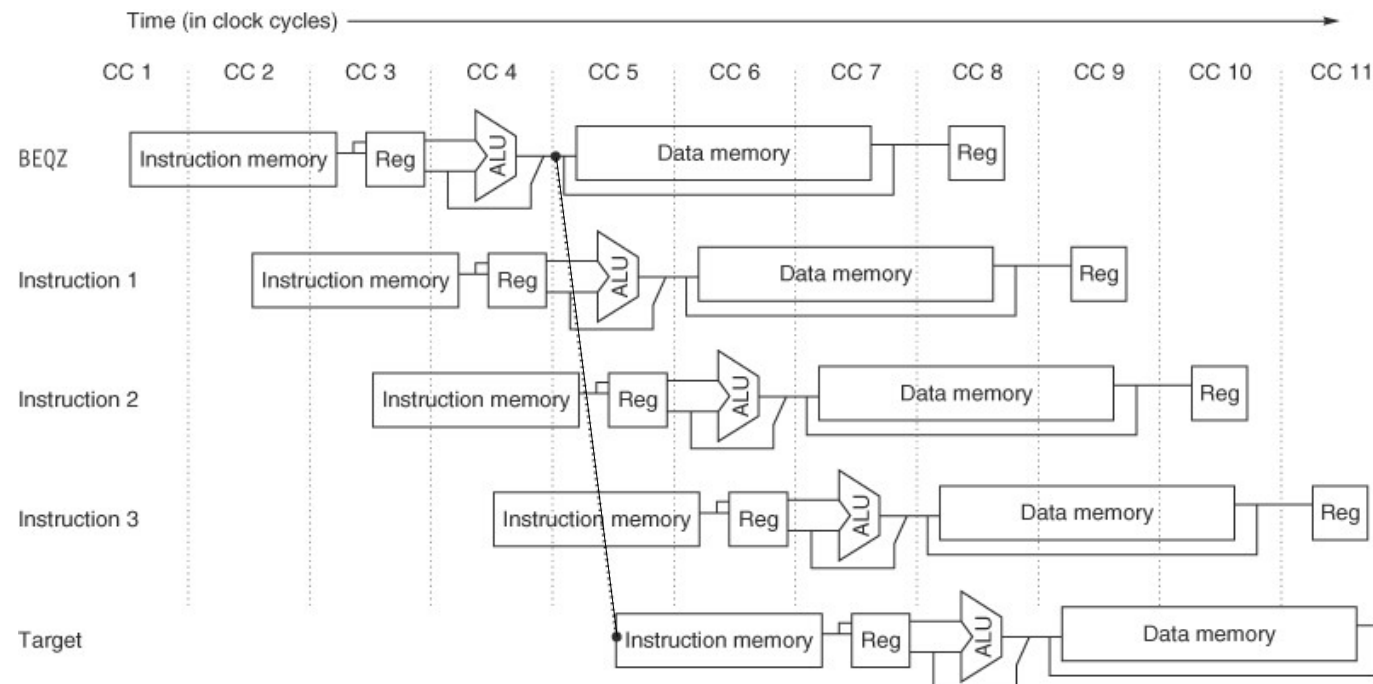 Time (in clock cycles)
CC 1 CC 2 CC 3 CC 4 CC 5 CC 6 CC 7 CC 8 CC 9 CC 10 CC 11
BEQZ Instruction memory Reg ALU Data memory Reg
Instruction 1 Instruction memory Reg ALU Data memory Reg
Instruction 2 Instruction memory Reg ALU Data memory Reg
Instruction 3 Instruction memory Reg ALU Data memory Reg
Target Instruction memory Reg ALU Data memory